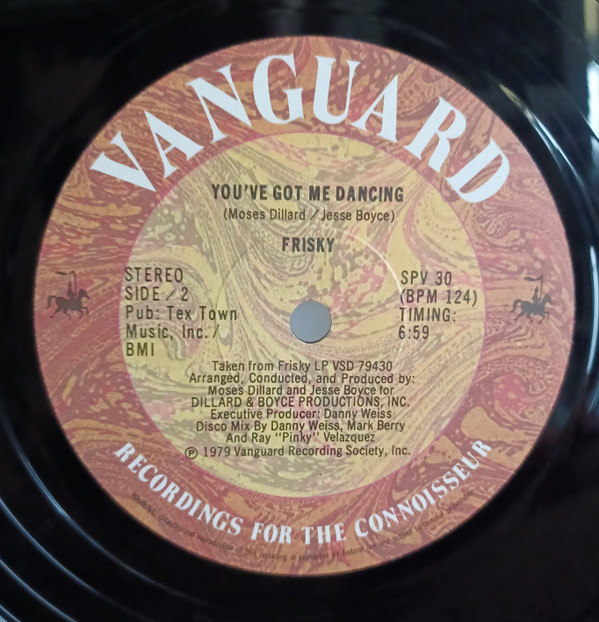 VANGUARD
YOU'VE GOT ME DANCING
(Moses Dillard / Jesse Boyce)
FRISKY
STEREO
SIDE / 2
Pub: Tex Town
Music, Inc. /
BMI
SPV 30
(BPM 124)
TIMING:
6:59
Taken from Frisky LP VSD 79430
Arranged, Conducted, and Produced by:
Moses Dillard and Jesse Boyce for
DILLARD & BOYCE PRODUCTIONS, INC.
Executive Producer: Danny Weiss
Disco Mix By Danny Weiss, Mark Berry
And Ray "Pinky" Velazquez
Ⓟ 1979 Vanguard Recording Society, Inc.
RECORDINGS FOR THE CONNOISSEUR